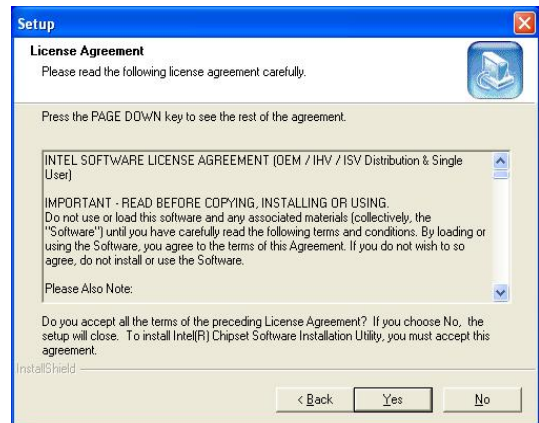 Setup
License Agreement
Please read the following license agreement carefully.
Press the PAGE DOWN key to see the rest of the agreement.
INTEL SOFTWARE LICENSE AGREEMENT (OEM / IHV / ISV Distribution & Single
User)
IMPORTANT - READ BEFORE COPYING, INSTALLING OR USING.
Do not use or load this software and any associated materials (collectively, the
"Software") until you have carefully read the following terms and conditions. By loading or
using the Software, you agree to the terms of this Agreement. If you do not wish to so
agree, do not install or use the Software.
Please Also Note:
Do you accept all the terms of the preceding License Agreement? If you choose No, the
setup will close. To install Intel(R) Chipset Software Installation Utility, you must accept this
agreement.
InstallShield
< Back Yes No